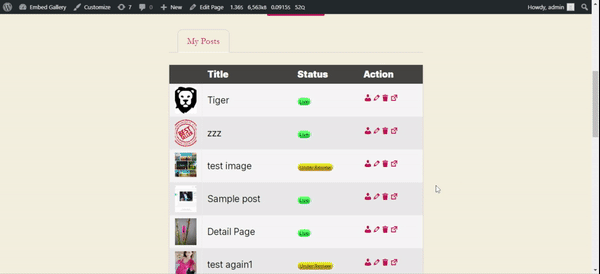 Embed Gallery Customize 7 0 New Edit Page 1.38s 6,563KB 0.0915s 52Q Howdy, admin
My Posts
Title Status Action
BEST
Tiger Live
zzz Live
test image Under Review
Sample post Live
Detail Page Live
test again1 Under Review